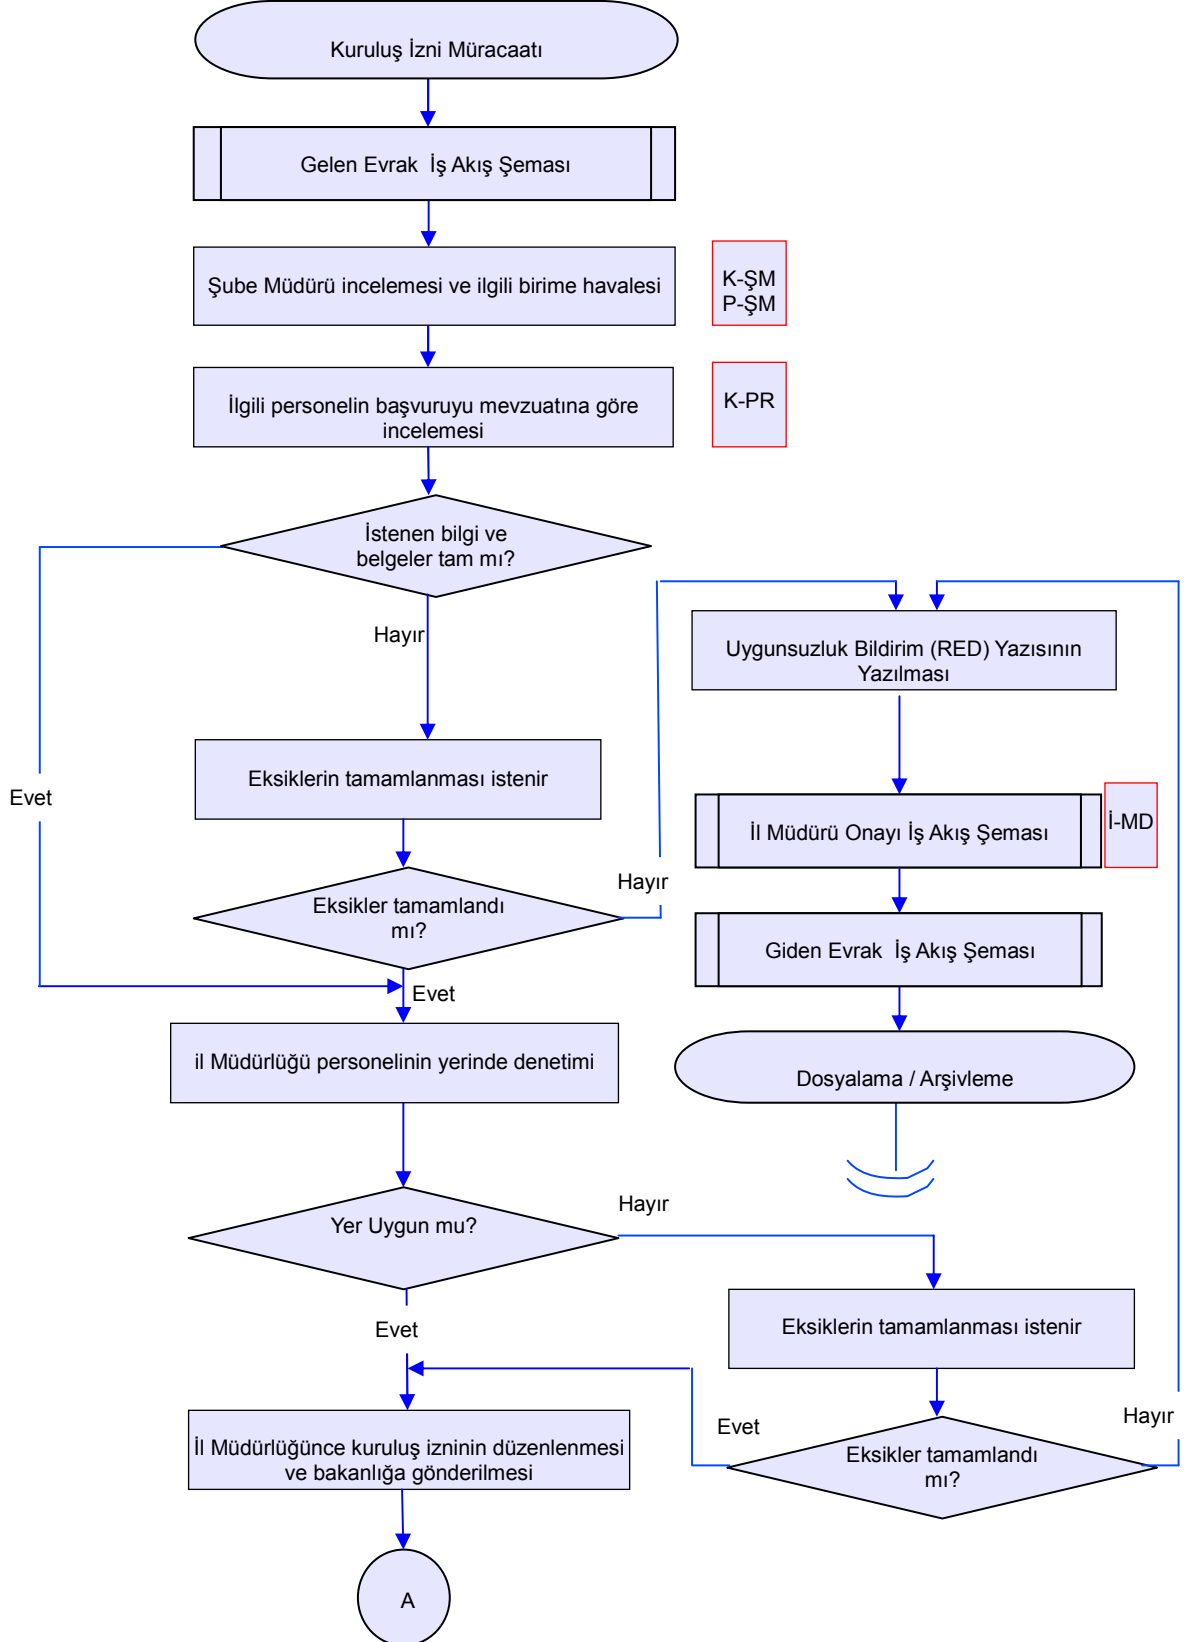 Kuruluş İzni Müracaatı
Gelen Evrak İş Akış Şeması
Şube Müdürü incelemesi ve ilgili birime havalesi
K-ŞM
P-ŞM
İlgili personelin başvuruyu mevzuatına göre
incelemesi
K-PR
İstenen bilgi ve
belgeler tam mı?
Hayır
Uygunsuzluk Bildirim (RED) Yazısının
Yazılması
Eksiklerin tamamlanması istenir
Evet
İl Müdürü Onayı İş Akış Şeması
İ-MD
Hayır
Eksikler tamamlandı
mı?
Giden Evrak İş Akış Şeması
Evet
il Müdürlüğü personelinin yerinde denetimi
Dosyalama / Arşivleme
Yer Uygun mu?
Hayır
Evet
Eksiklerin tamamlanması istenir
Evet
Hayır
İl Müdürlüğünce kuruluş izninin düzenlenmesi
ve bakanlığa gönderilmesi
Eksikler tamamlandı
mı?
A